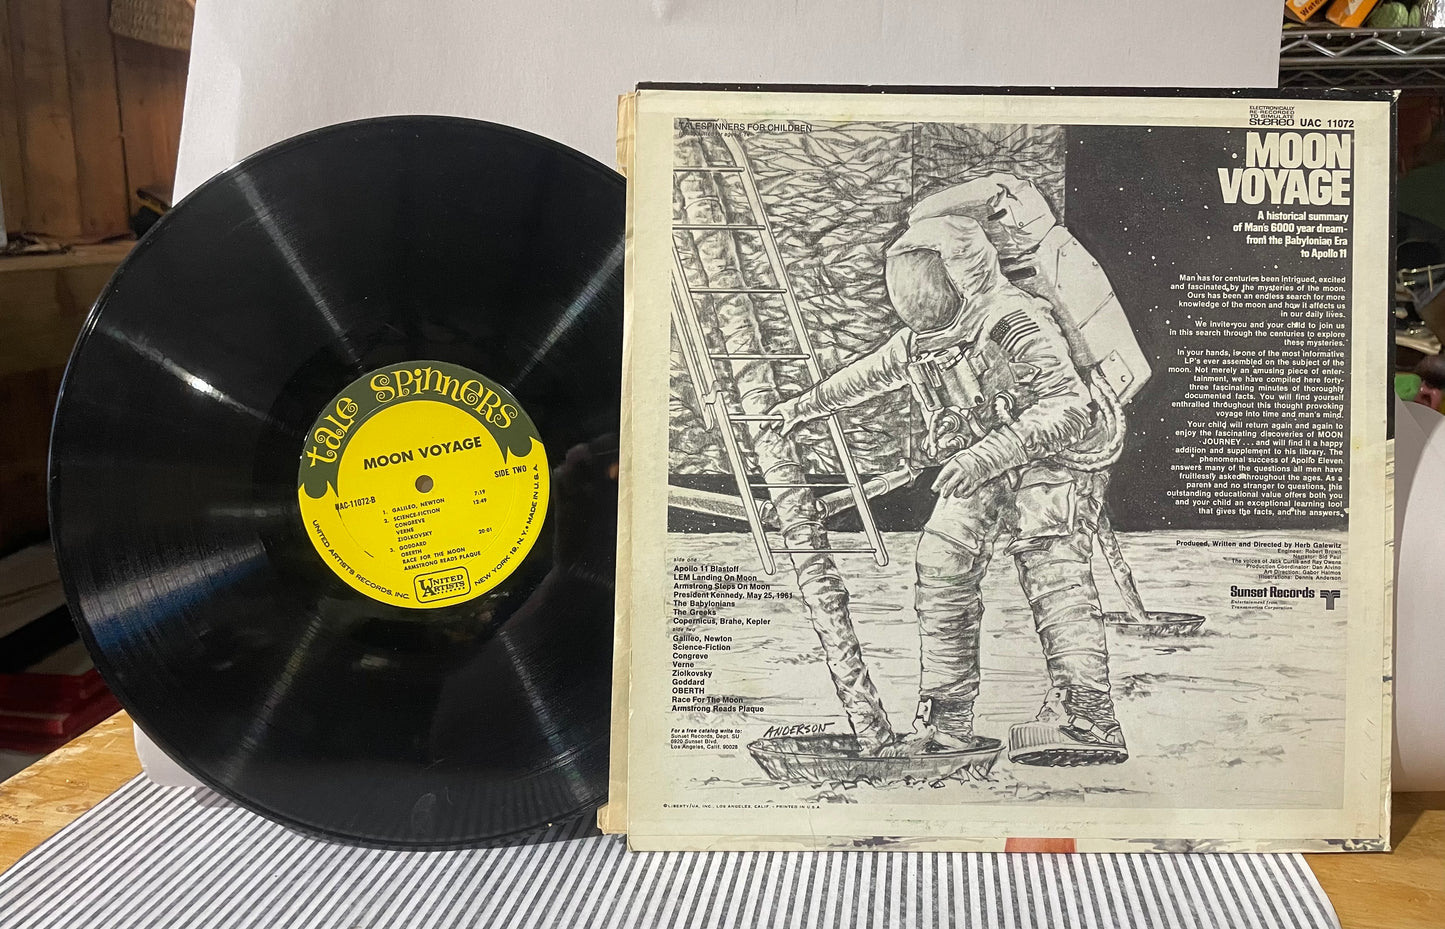 tale spinners
MOON VOYAGE
SIDE TWO
UAC-11072-B
1. GALILEO, NEWTON 7:19
2. SCIENCE-FICTION 12:49
CONGREVE
VERNE
ZIOLKOVSKY
3. GODDARD 20:01
OBERTH
RACE FOR THE MOON
ARMSTRONG READS PLAQUE
UNITED
ARTISTS
RECORDS
UNITED ARTISTS RECORDS, INC. NEW YORK 19, N.Y. • MADE IN U.S.A.
TALESPINNERS FOR CHILDREN
ELECTRONICALLY
RE-RECORDED
TO SIMULATE
STEREO UAC 11072
MOON
VOYAGE
A historical summary
of Man's 6000 year dream-
from the Babylonian Era
to Apollo 11
Man has for centuries been intrigued, excited
and fascinated by the mysteries of the moon.
Ours has been an endless search for more
knowledge of the moon and how it affects us
in our daily lives.
We invite you and your child to join us
in this search through the centuries to explore
these mysteries.
In your hands, is one of the most informative
LP's ever assembled on the subject of the
moon. Not merely an amusing piece of enter-
tainment, we have compiled here forty-
three fascinating minutes of thoroughly
documented facts. You will find yourself
enthralled throughout this thought provoking
voyage into time and man's mind.
Your child will return again and again to
enjoy the fascinating discoveries of MOON
JOURNEY . . . and will find it a happy
addition and supplement to his library. The
phenomenal success of Apollo Eleven
answers many of the questions all men have
fruitlessly asked throughout the ages. As a
parent and no stranger to questions, this
outstanding educational value offers both you
and your child an exceptional learning tool
that gives the facts, and the answers.
Produced, Written and Directed by Herb Galewitz
Engineer: Robert Brown
Narrator: Sid Paul
The voices of Jack Curtis and Ray Owens
Production Coordinator: Dan Alvino
Art Direction: Gabor Halmos
Illustrations: Dennis Anderson
Sunset Records
Entertainment from
Transamerica Corporation
side one
Apollo 11 Blastoff
LEM Landing On Moon
Armstrong Steps On Moon
President Kennedy, May 25, 1961
The Babylonians
The Greeks
Copernicus, Brahe, Kepler
side two
Galileo, Newton
Science-Fiction
Congreve
Verne
Ziolkovsky
Goddard
OBERTH
Race For The Moon
Armstrong Reads Plaque
For a free catalog write to:
Sunset Records, Dept. SU
6920 Sunset Blvd.
Los Angeles, Calif. 90028
ANDERSON
©LIBERTY/UA, INC., LOS ANGELES, CALIF. • PRINTED IN U.S.A.